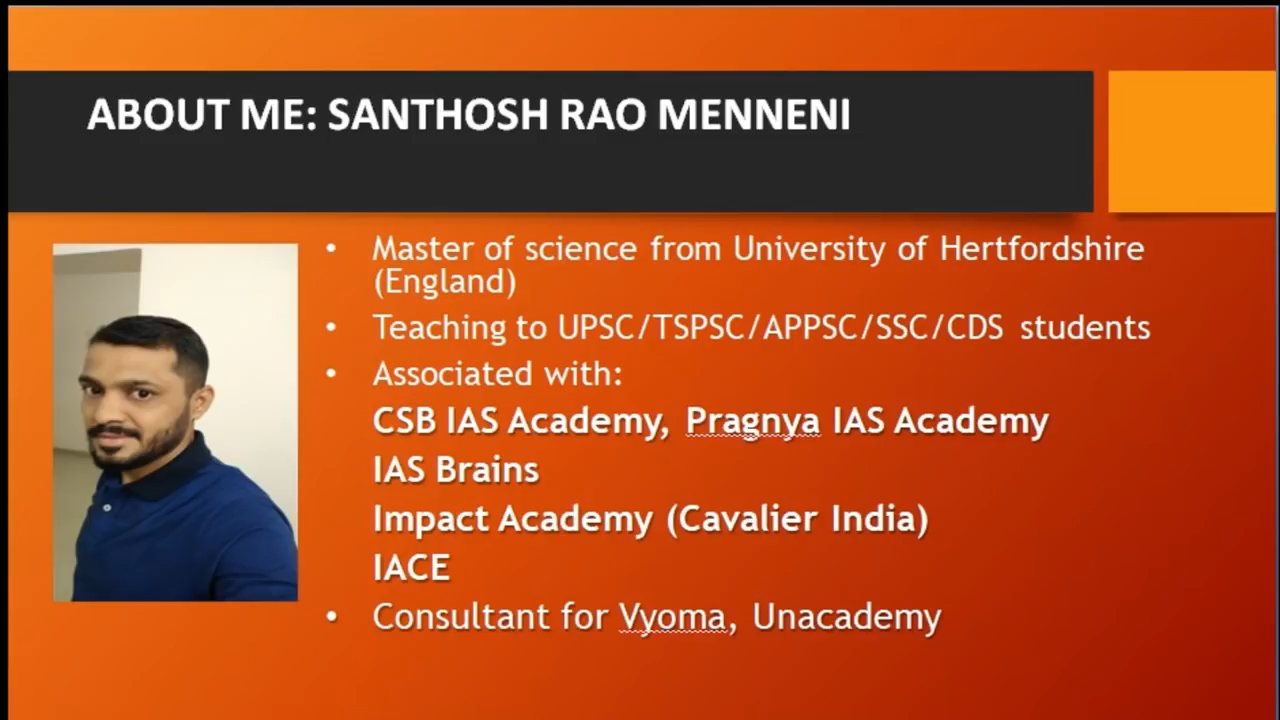 ABOUT ME: SANTHOSH RAO MENNENI
• Master of science from University of Hertfordshire
(England)
• Teaching to UPSC/TSPSC/APPSC/SSC/CDS students
• Associated with:
CSB IAS Academy, Pragnya IAS Academy
IAS Brains
Impact Academy (Cavalier India)
IACE
• Consultant for Vyoma, Unacademy